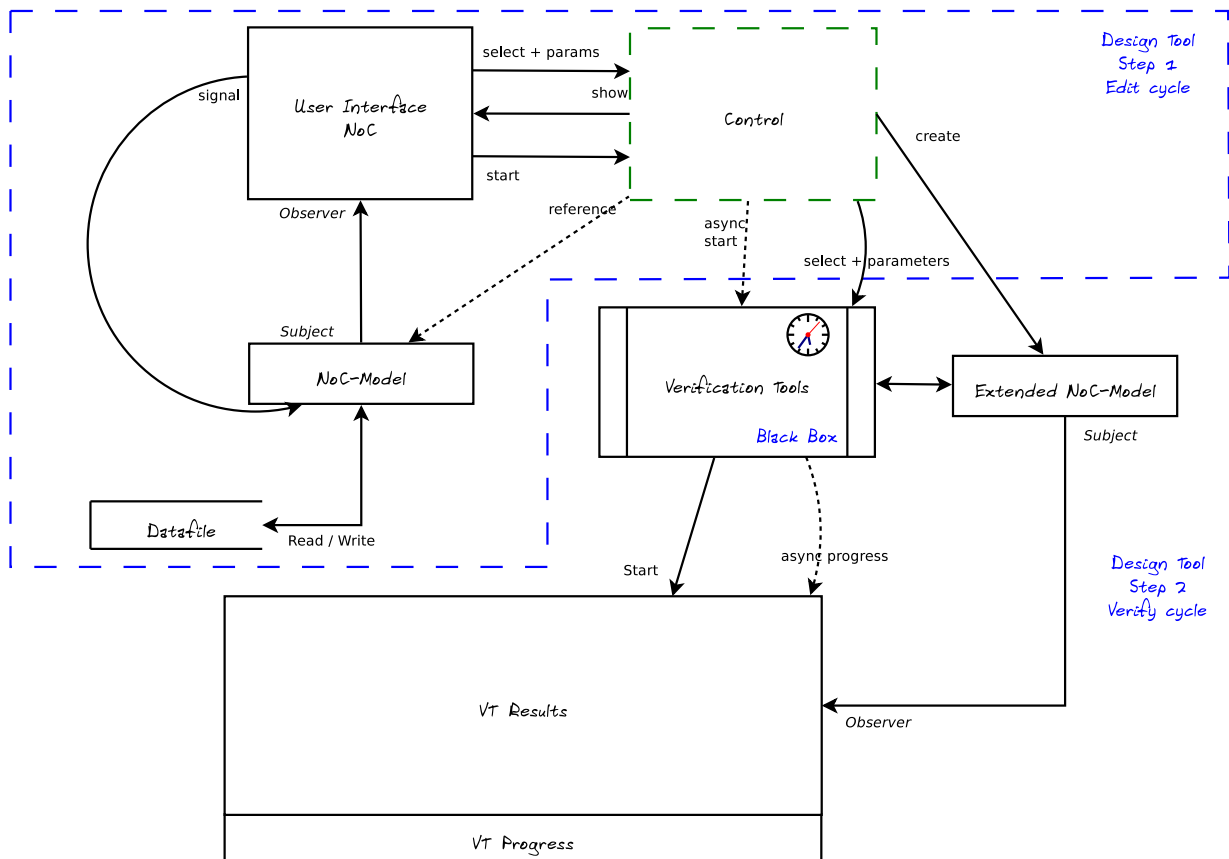 Design Tool
Step 1
Edit cycle
select + params
signal
show
User Interface
NoC
Control
create
start
Observer
reference
async
start
select + parameters
Subject
NoC-Model
Verification Tools
Extended NoC-Model
Black Box
Subject
Datafile
Read / Write
Start
async progress
Design Tool
Step 2
Verify cycle
VT Results
Observer
VT Progress